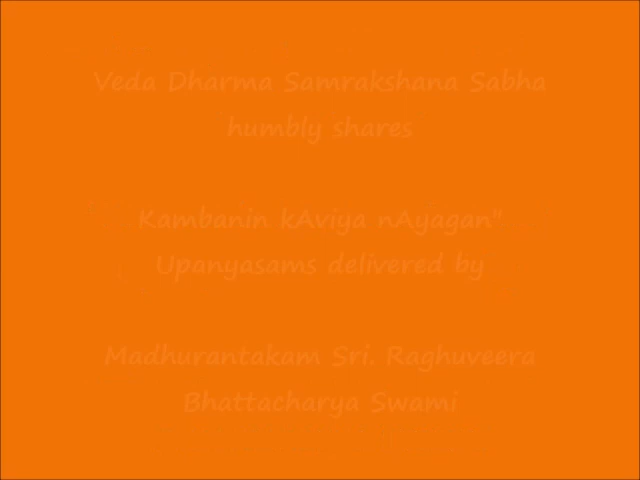 Veda Dharma Samrakshana Sabha
humbly shares
Kambanin kAviya nAyagan"
Upanyasams delivered by
Madhurantakam Sri. Raghuveera
Bhattacharya Swami